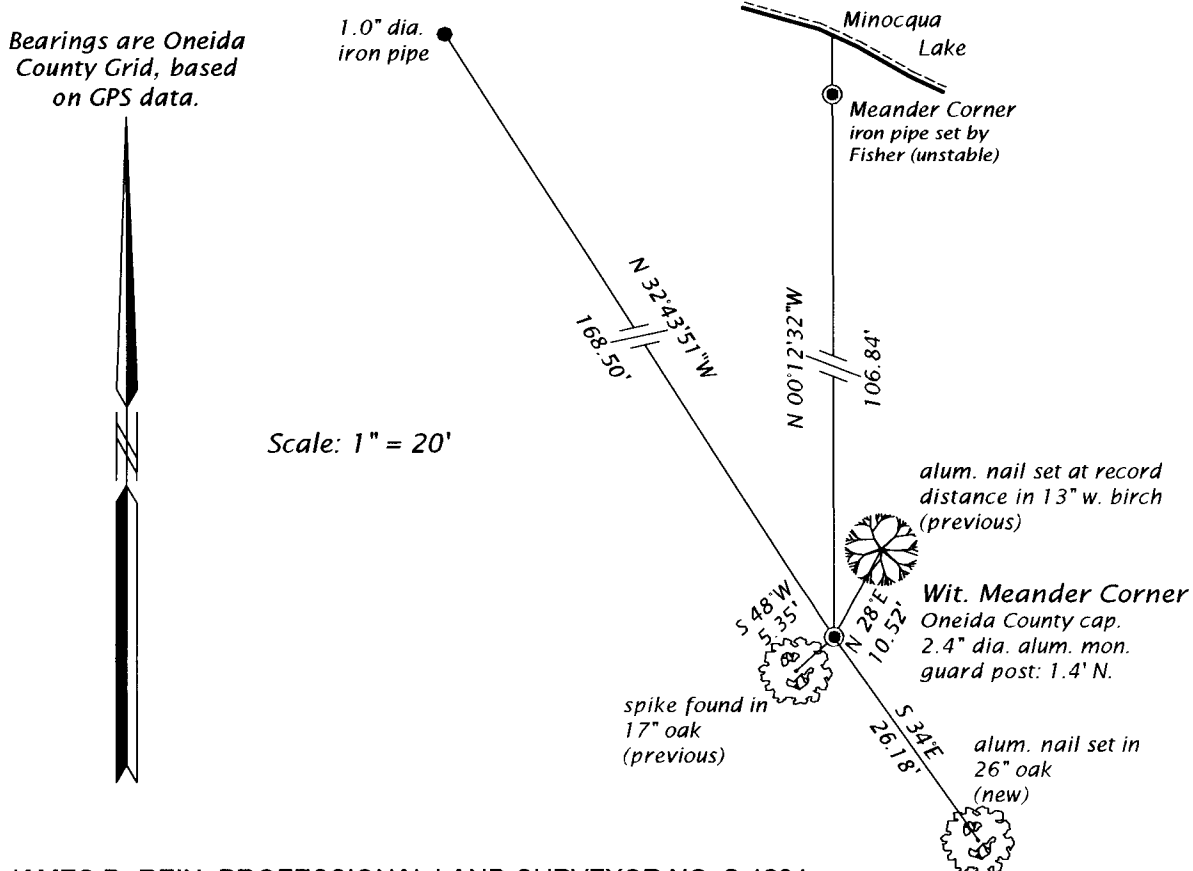 Bearings are Oneida
County Grid, based
on GPS data.
1.0" dia.
iron pipe
Minocqua
Lake
Meander Corner
iron pipe set by
Fisher (unstable)
N 32°43'51"W
168.50'
N 00°12'32"W
106.84'
Scale: 1" = 20'
alum. nail set at record
distance in 13" w. birch
(previous)
S 48°W
5.35'
N 28°E
10.52'
Wit. Meander Corner
Oneida County cap.
2.4" dia. alum. mon.
guard post: 1.4' N.
spike found in
17" oak
(previous)
S 34°E
26.18'
alum. nail set in
26" oak
(new)